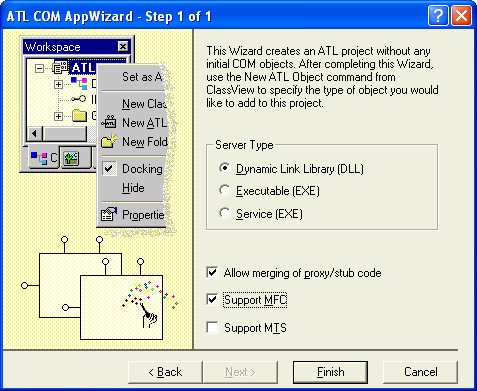 ATL COM AppWizard - Step 1 of 1
Workspace
ATL
Set as A
New Clas
New ATL
New Fold
Docking
Hide
Propertie
This Wizard creates an ATL project without any
initial COM objects. After completing this Wizard,
use the New ATL Object command from
ClassView to specify the type of object you would
like to add to this project.
Server Type
Dynamic Link Library (DLL)
Executable (EXE)
Service (EXE)
Allow merging of proxy/stub code
Support MFC
Support MTS
< Back
Next >
Finish
Cancel